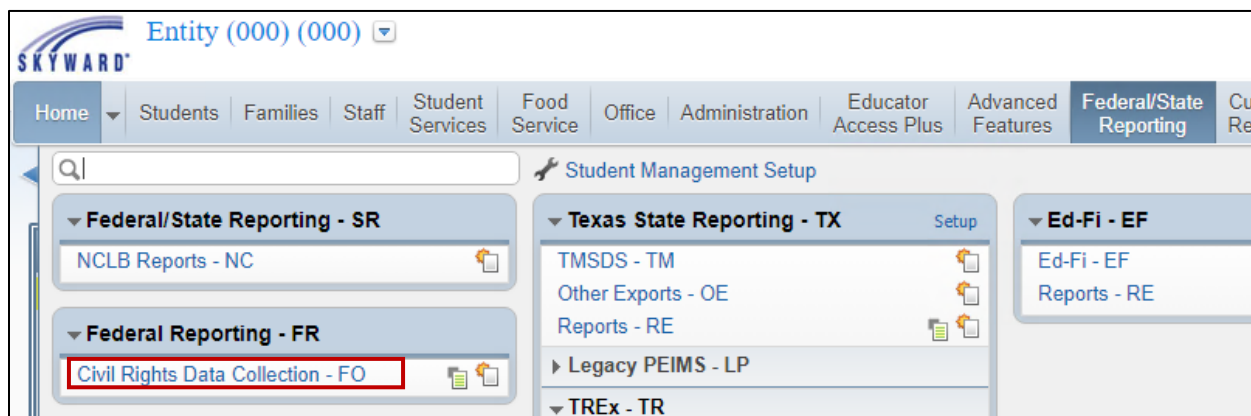 SKYWARD
Entity (000) (000)
Home
Students
Families
Staff
Student
Services
Food
Service
Office
Administration
Educator
Access Plus
Advanced
Features
Federal/State
Reporting
Cu
Re
Student Management Setup
Federal/State Reporting - SR
NCLB Reports - NC
Federal Reporting - FR
Civil Rights Data Collection - FO
Texas State Reporting - TX
Setup
TMSDS - TM
Other Exports - OE
Reports - RE
Legacy PEIMS - LP
TREx - TR
Ed-Fi - EF
Ed-Fi - EF
Reports - RE